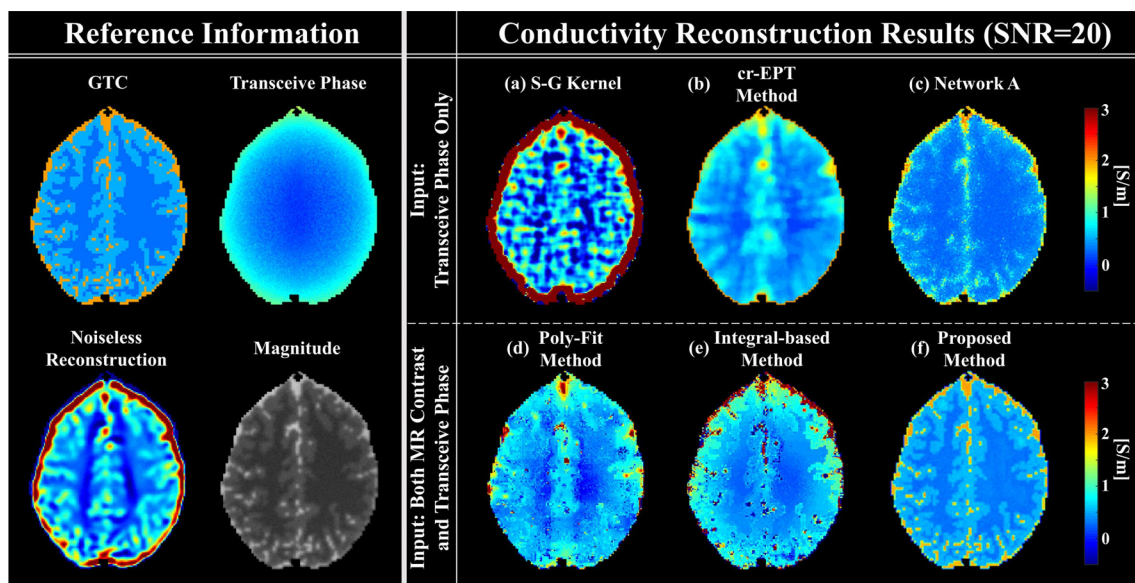 Reference Information
Conductivity Reconstruction Results (SNR=20)
GTC
Transceive Phase
Noiseless
Reconstruction
Magnitude
Input:
Transceive Phase Only
(a) S-G Kernel
(b) cr-EPT
Method
(c) Network A
3
2
1
0
[S/m]
Input: Both MR Contrast
and Transceive Phase
(d) Poly-Fit
Method
(e) Integral-based
Method
(f) Proposed
Method
3
2
1
0
[S/m]